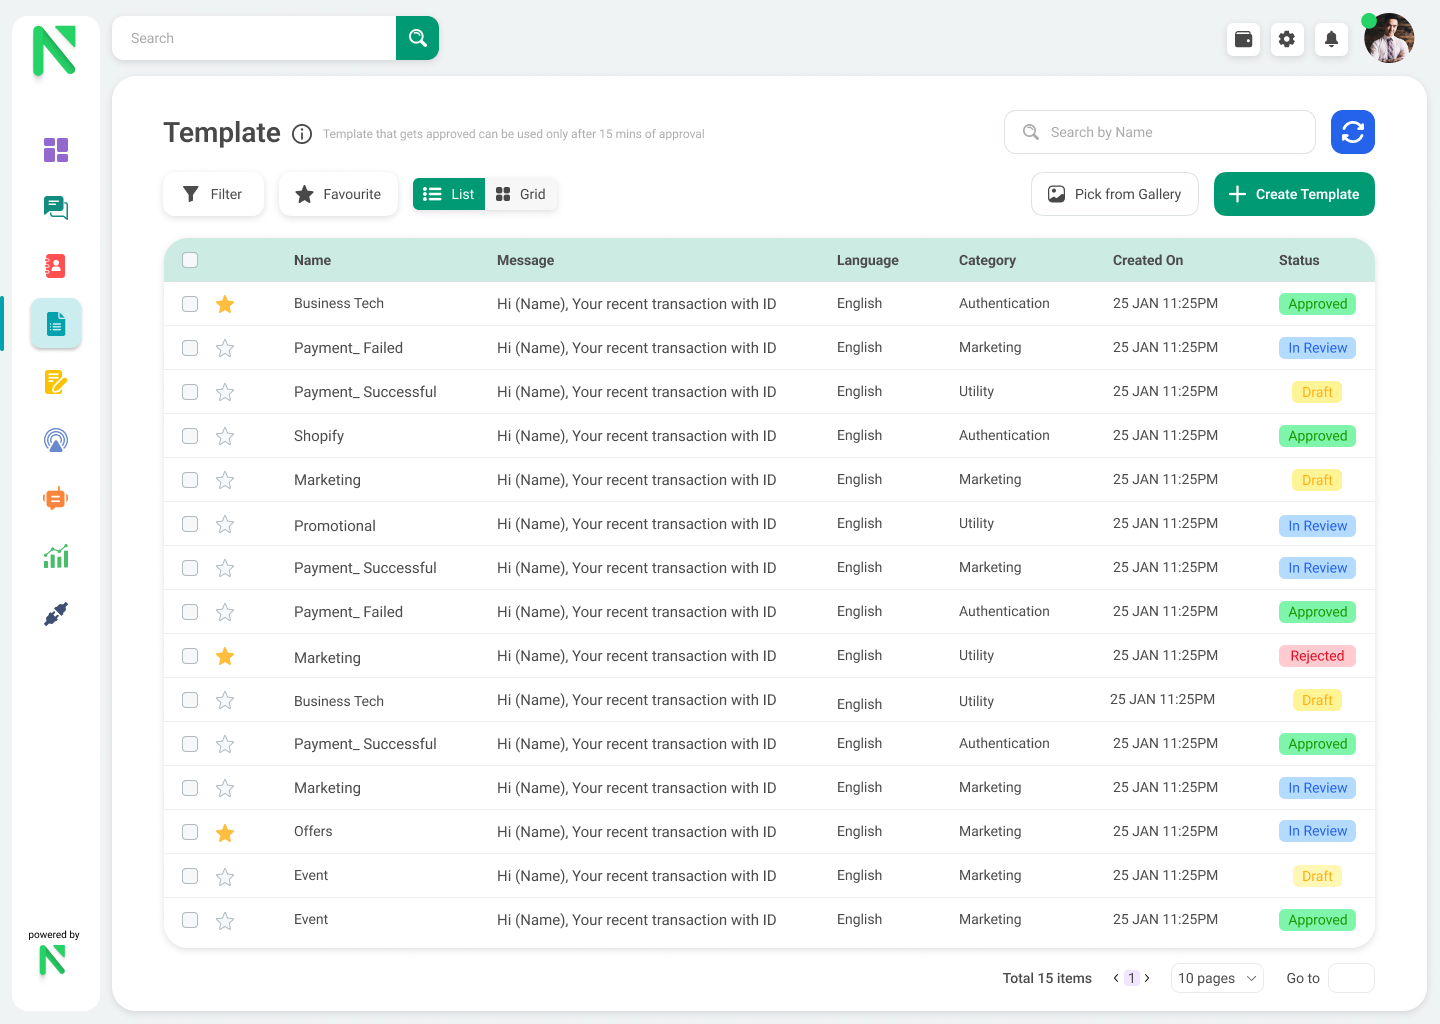 Search
Template
Template that gets approved can be used only after 15 mins of approval
Search by Name
Filter
Favourite
List
Grid
Pick from Gallery
Create Template
Name Message Language Category Created On Status
Business Tech Hi (Name), Your recent transaction with ID English Authentication 25 JAN 11:25PM Approved
Payment_ Failed Hi (Name), Your recent transaction with ID English Marketing 25 JAN 11:25PM In Review
Payment_ Successful Hi (Name), Your recent transaction with ID English Utility 25 JAN 11:25PM Draft
Shopify Hi (Name), Your recent transaction with ID English Authentication 25 JAN 11:25PM Approved
Marketing Hi (Name), Your recent transaction with ID English Marketing 25 JAN 11:25PM Draft
Promotional Hi (Name), Your recent transaction with ID English Utility 25 JAN 11:25PM In Review
Payment_ Successful Hi (Name), Your recent transaction with ID English Marketing 25 JAN 11:25PM In Review
Payment_ Failed Hi (Name), Your recent transaction with ID English Authentication 25 JAN 11:25PM Approved
Marketing Hi (Name), Your recent transaction with ID English Utility 25 JAN 11:25PM Rejected
Business Tech Hi (Name), Your recent transaction with ID English Utility 25 JAN 11:25PM Draft
Payment_ Successful Hi (Name), Your recent transaction with ID English Authentication 25 JAN 11:25PM Approved
Marketing Hi (Name), Your recent transaction with ID English Marketing 25 JAN 11:25PM In Review
Offers Hi (Name), Your recent transaction with ID English Marketing 25 JAN 11:25PM In Review
Event Hi (Name), Your recent transaction with ID English Marketing 25 JAN 11:25PM Draft
Event Hi (Name), Your recent transaction with ID English Marketing 25 JAN 11:25PM Approved
powered by
Total 15 items
1
10 pages
Go to